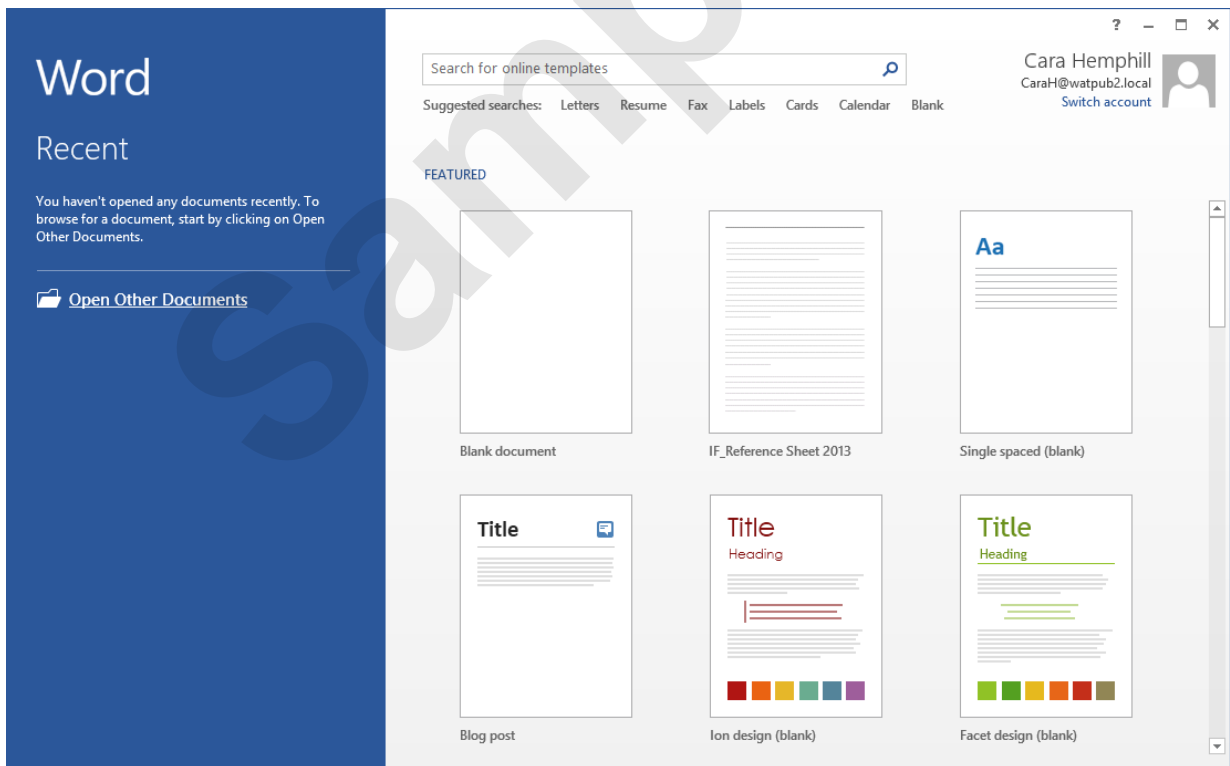 ?
Word
Search for online templates
Cara Hemphill
CaraH@watpub2.local
Switch account
Suggested searches: Letters Resume Fax Labels Cards Calendar Blank
Recent
You haven't opened any documents recently. To
browse for a document, start by clicking on Open
Other Documents.
Open Other Documents
FEATURED
Aa
Blank document
IF_Reference Sheet 2013
Single spaced (blank)
Title
Title
Heading
Title
Heading
Blog post
Ion design (blank)
Facet design (blank)
Samp